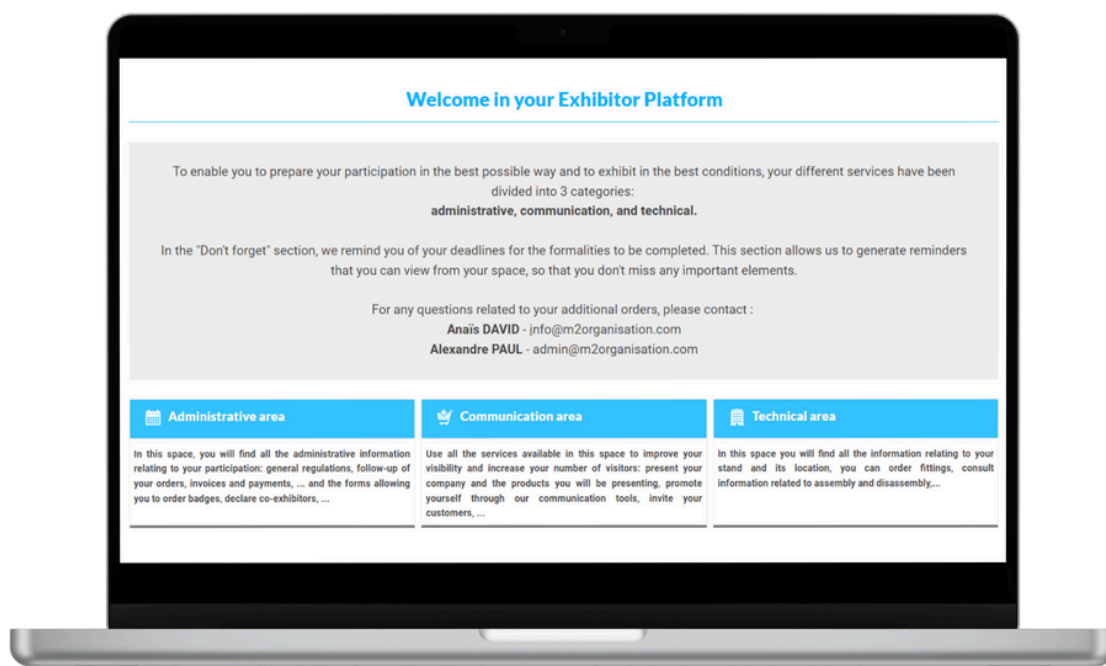 Welcome in your Exhibitor Platform
To enable you to prepare your participation in the best possible way and to exhibit in the best conditions, your different services have been
divided into 3 categories:
administrative, communication, and technical.
In the "Don't forget" section, we remind you of your deadlines for the formalities to be completed. This section allows us to generate reminders
that you can view from your space, so that you don't miss any important elements.
For any questions related to your additional orders, please contact :
Anaïs DAVID - info@m2organisation.com
Alexandre PAUL - admin@m2organisation.com
Administrative area
In this space, you will find all the administrative information
relating to your participation: general regulations, follow-up of
your orders, invoices and payments, ... and the forms allowing
you to order badges, declare co-exhibitors, ...
Communication area
Use all the services available in this space to improve your
visibility and increase your number of visitors: present your
company and the products you will be presenting, promote
yourself through our communication tools, invite your
customers, ...
Technical area
In this space you will find all the information relating to your
stand and its location, you can order fittings, consult
information related to assembly and disassembly,...